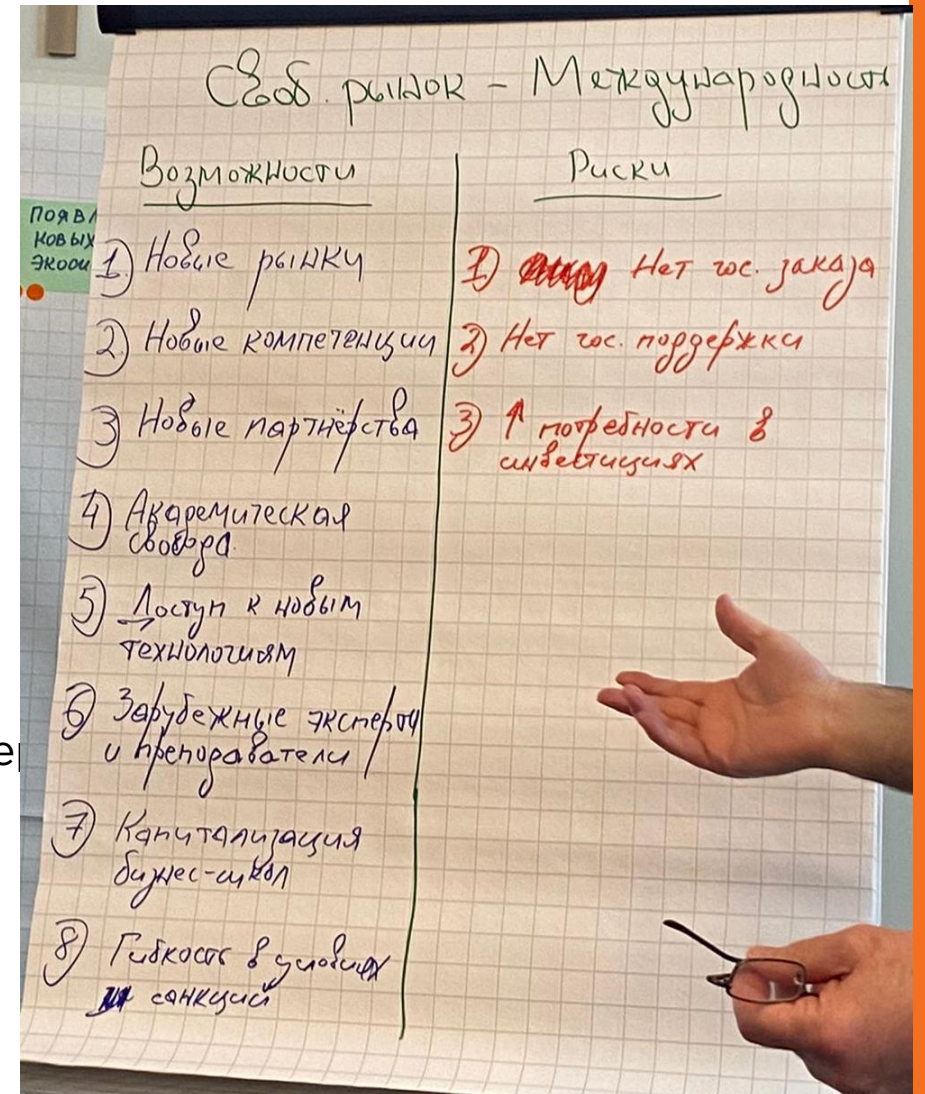 Своб. рынок - Международность
Возможности
1) Новые рынки
2) Новые компетенции
3) Новые партнёрства
4) Академическая
свобода
5) Доступ к новым
технологиям
6) Зарубежные эксперты
и преподаватели
7) Капитализация
бизнес-школ
8) Гибкость в условиях
санкций
Риски
1) Нет гос. заказа
2) Нет гос. поддержки
3) ↑ потребности в
инвестициях
ПОЯВЛ
НОВЫХ